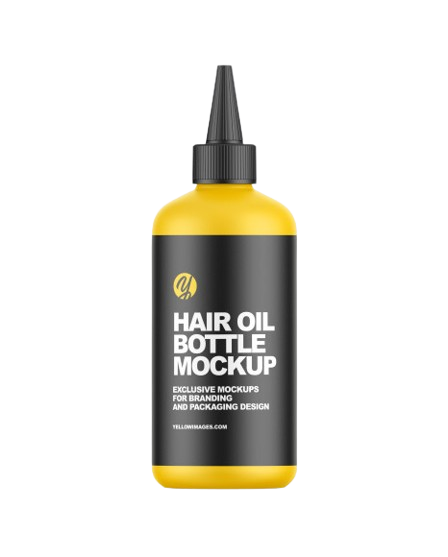 HAIR OIL
BOTTLE
MOCKUP
EXCLUSIVE MOCKUPS
FOR BRANDING
AND PACKAGING DESIGN
YELLOWIMAGES.COM